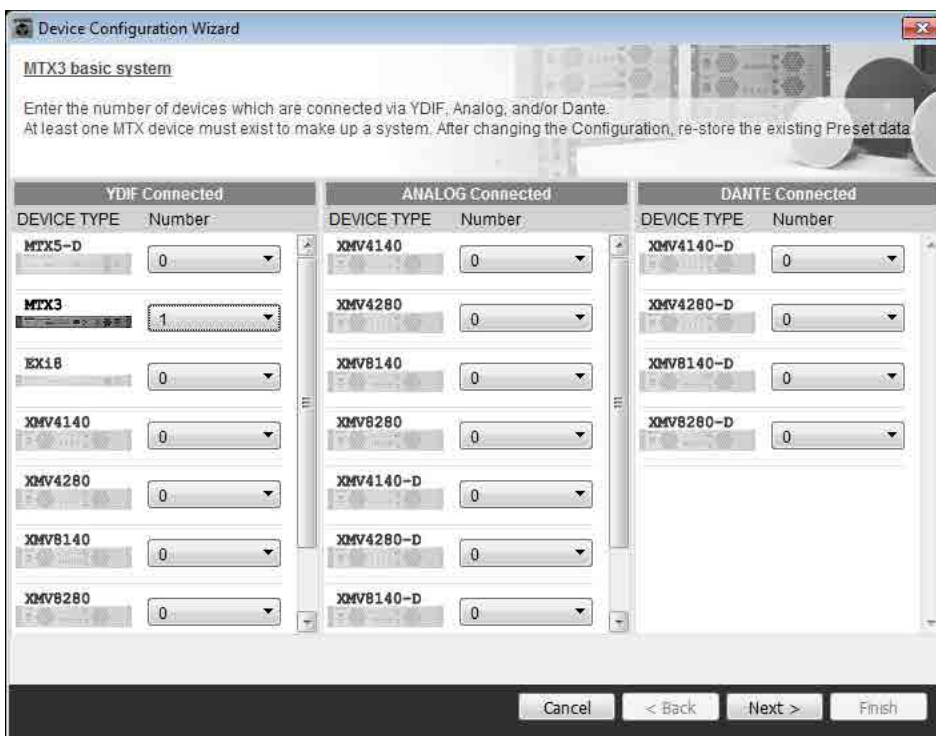 Device Configuration Wizard
MTX3 basic system
Enter the number of devices which are connected via YDIF, Analog, and/or Dante.
At least one MTX device must exist to make up a system. After changing the Configuration, re-store the existing Preset data
YDIF Connected
DEVICE TYPE Number
MTX5-D 0
MTX3 1
EXi8 0
XMV4140 0
XMV4280 0
XMV8140 0
XMV8280 0
ANALOG Connected
DEVICE TYPE Number
XMV4140 0
XMV4280 0
XMV8140 0
XMV8280 0
XMV4140-D 0
XMV4280-D 0
XMV8140-D 0
DANTE Connected
DEVICE TYPE Number
XMV4140-D 0
XMV4280-D 0
XMV8140-D 0
XMV8280-D 0
Cancel < Back Next > Finish